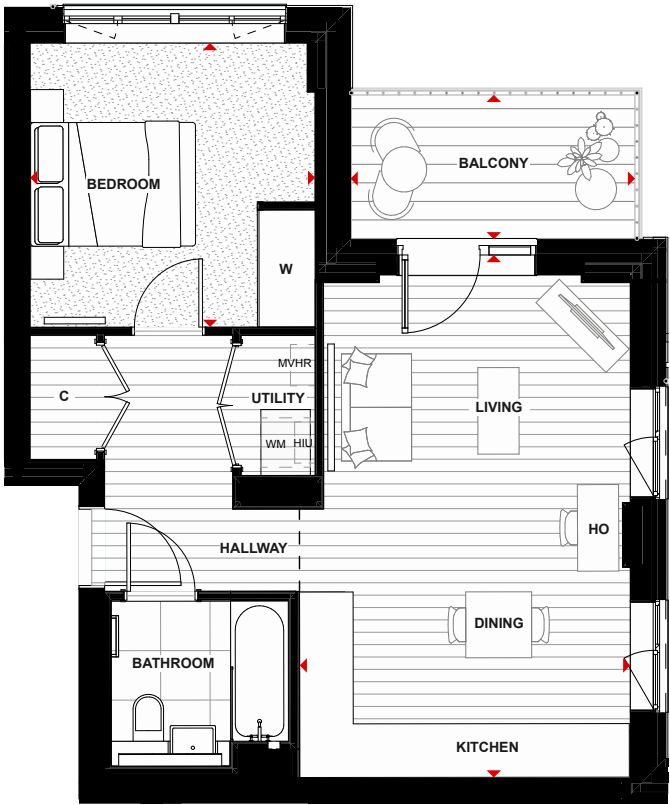 BALCONY
BEDROOM
W
MVHR
C
UTILITY
LIVING
WM
HIU
HO
HALLWAY
DINING
BATHROOM
KITCHEN